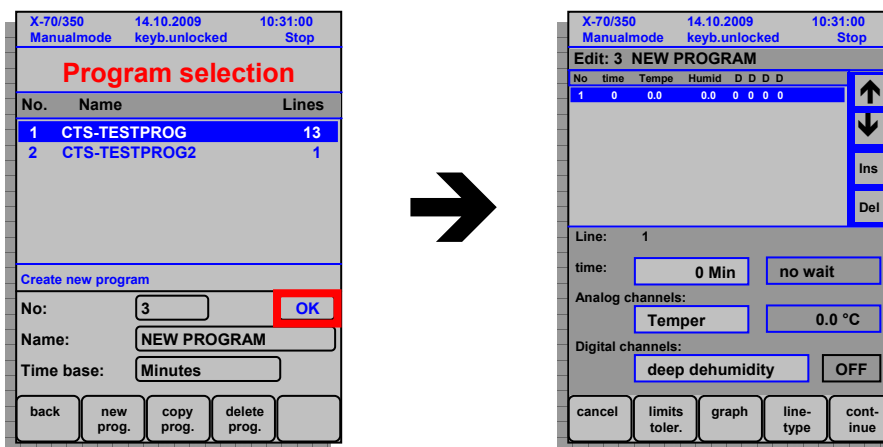 X-70/350 14.10.2009 10:31:00
Manualmode keyb.unlocked Stop
Program selection
No. Name Lines
1 CTS-TESTPROG 13
2 CTS-TESTPROG2 1
Create new program
No: 3 OK
Name: NEW PROGRAM
Time base: Minutes
back new prog. copy prog. delete prog.
X-70/350 14.10.2009 10:31:00
Manualmode keyb.unlocked Stop
Edit: 3 NEW PROGRAM
No time Tempe Humid D D D D
1 0 0.0 0.0 0 0 0 0
Ins
Del
Line: 1
time: 0 Min no wait
Analog channels:
Temper 0.0 °C
Digital channels:
deep dehumidity OFF
cancel limits toler. graph line-type cont-inue